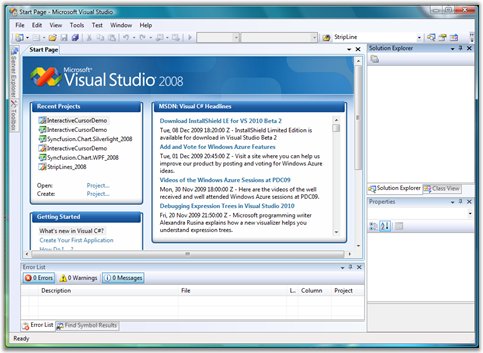 Start Page - Microsoft Visual Studio
File View Tools Test Window Help
StripLine
Server Explorer
Toolbox
Start Page
Microsoft
Visual Studio 2008
Recent Projects
InteractiveCursorDemo
InteractiveCursorDemo
Syncfusion.Chart.Silverlight_2008
Syncfusion.Chart.WPF_2008
StripLines_2008
Open: Project...
Create: Project...
Getting Started
What's new in Visual C#?
Create Your First Application
How Do I ...?
MSDN: Visual C# Headlines
Download InstallShield LE for VS 2010 Beta 2
Tue, 08 Dec 2009 18:20:00 Z - InstallShield Limited Edition is
available for download in Visual Studio 2010 Beta 2.
Add and Vote for Windows Azure Features
Tue, 01 Dec 2009 20:45:00 Z - Visit a site where you can help us
improve our product by posting and voting for Windows Azure
ideas.
Videos of the Windows Azure Sessions at PDC09
Mon, 30 Nov 2009 18:00:00 Z - Here are the videos of the well
received and well attended Windows Azure Sessions at PDC09.
Debugging Expression Trees in Visual Studio 2010
Fri, 20 Nov 2009 21:50:00 Z - Microsoft programming writer
Alexandra Rusina explains how a new visualizer helps you
understand expression trees.
Solution Explorer
Solution Explorer Class View
Properties
Error List
0 Errors 0 Warnings 0 Messages
Description File L.. Column Project
Error List Find Symbol Results
Ready